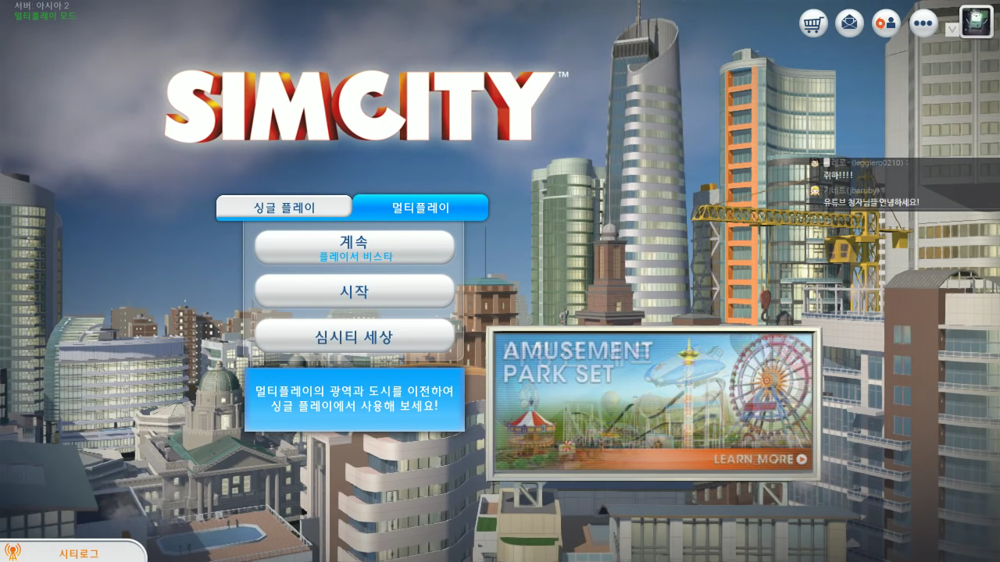 서버: 아시아 2
멀티플레이 모드
SIMCITY™
싱글 플레이
멀티플레이
계속
플레이서 비스타
시작
심시티 세상
멀티플레이의 광역과 도시를 이전하여
싱글 플레이에서 사용해 보세요!
레로-(leggiero0210) :
쥐하!!!!
기네트(jbaruby)
유튜브 청자님들 안녕하세요!
AMUSEMENT
PARK SET
LEARN MORE
시티로그